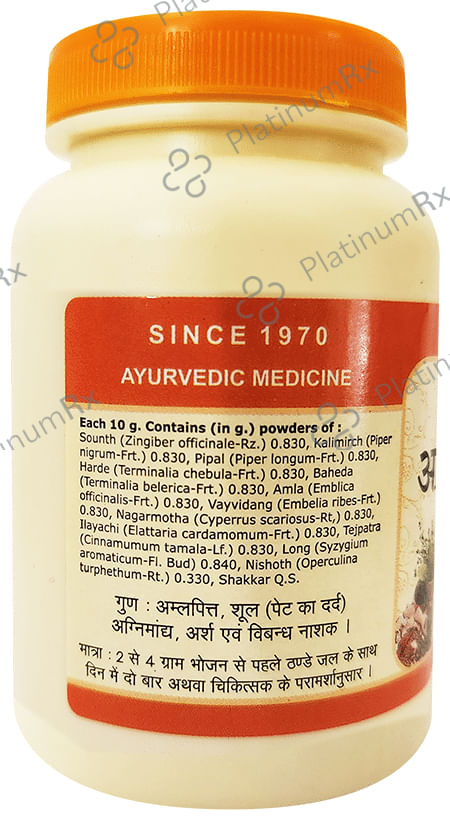 SINCE 1970
AYURVEDIC MEDICINE
Each 10 g. Contains (in g.) powders of :
Sounth (Zingiber officinale-Rz.) 0.830, Kalimirch (Piper
nigrum-Frt.) 0.830, Pipal (Piper longum-Frt.) 0.830,
Harde (Terminalia chebula-Frt.) 0.830, Baheda
(Terminalia belerica-Frt.) 0.830, Amla (Emblica
officinalis-Frt.) 0.830, Vayvidang (Embelia ribes-Frt.)
0.830, Nagarmotha (Cyperrus scariosus-Rt,) 0.830,
Ilayachi (Elattaria cardamomum-Frt.) 0.830, Tejpatra
(Cinnamumum tamala-Lf.) 0.830, Long (Syzygium
aromaticum-Fl. Bud) 0.840, Nishoth (Operculina
turphethum-Rt.) 0.330, Shakkar Q.S.
गुण : अम्लपित्त, शूल (पेट का दर्द)
अग्निमांद्य, अर्श एवं विबन्ध नाशक ।
मात्रा : 2 से 4 ग्राम भोजन से पहले ठण्डे जल के साथ
दिन में दो बार अथवा चिकित्सक के परामर्शानुसार ।
PlatinumRx
PlatinumRx
PlatinumRx
PlatinumRx